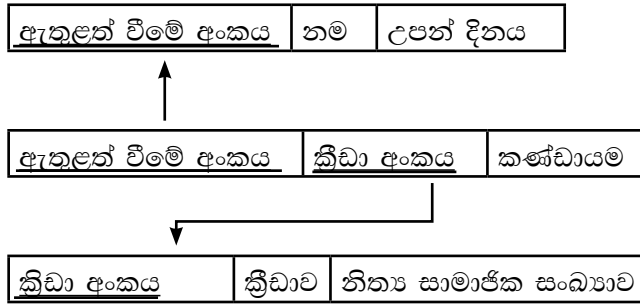 ඇතුළත් වීමේ අංකය නම උපන් දිනය
ඇතුළත් වීමේ අංකය ක්‍රීඩා අංකය කණ්ඩායම
ක්‍රිඩා අංකය ක්‍රීඩාව නිත්‍ය සාමාජික සංඛ්‍යාව